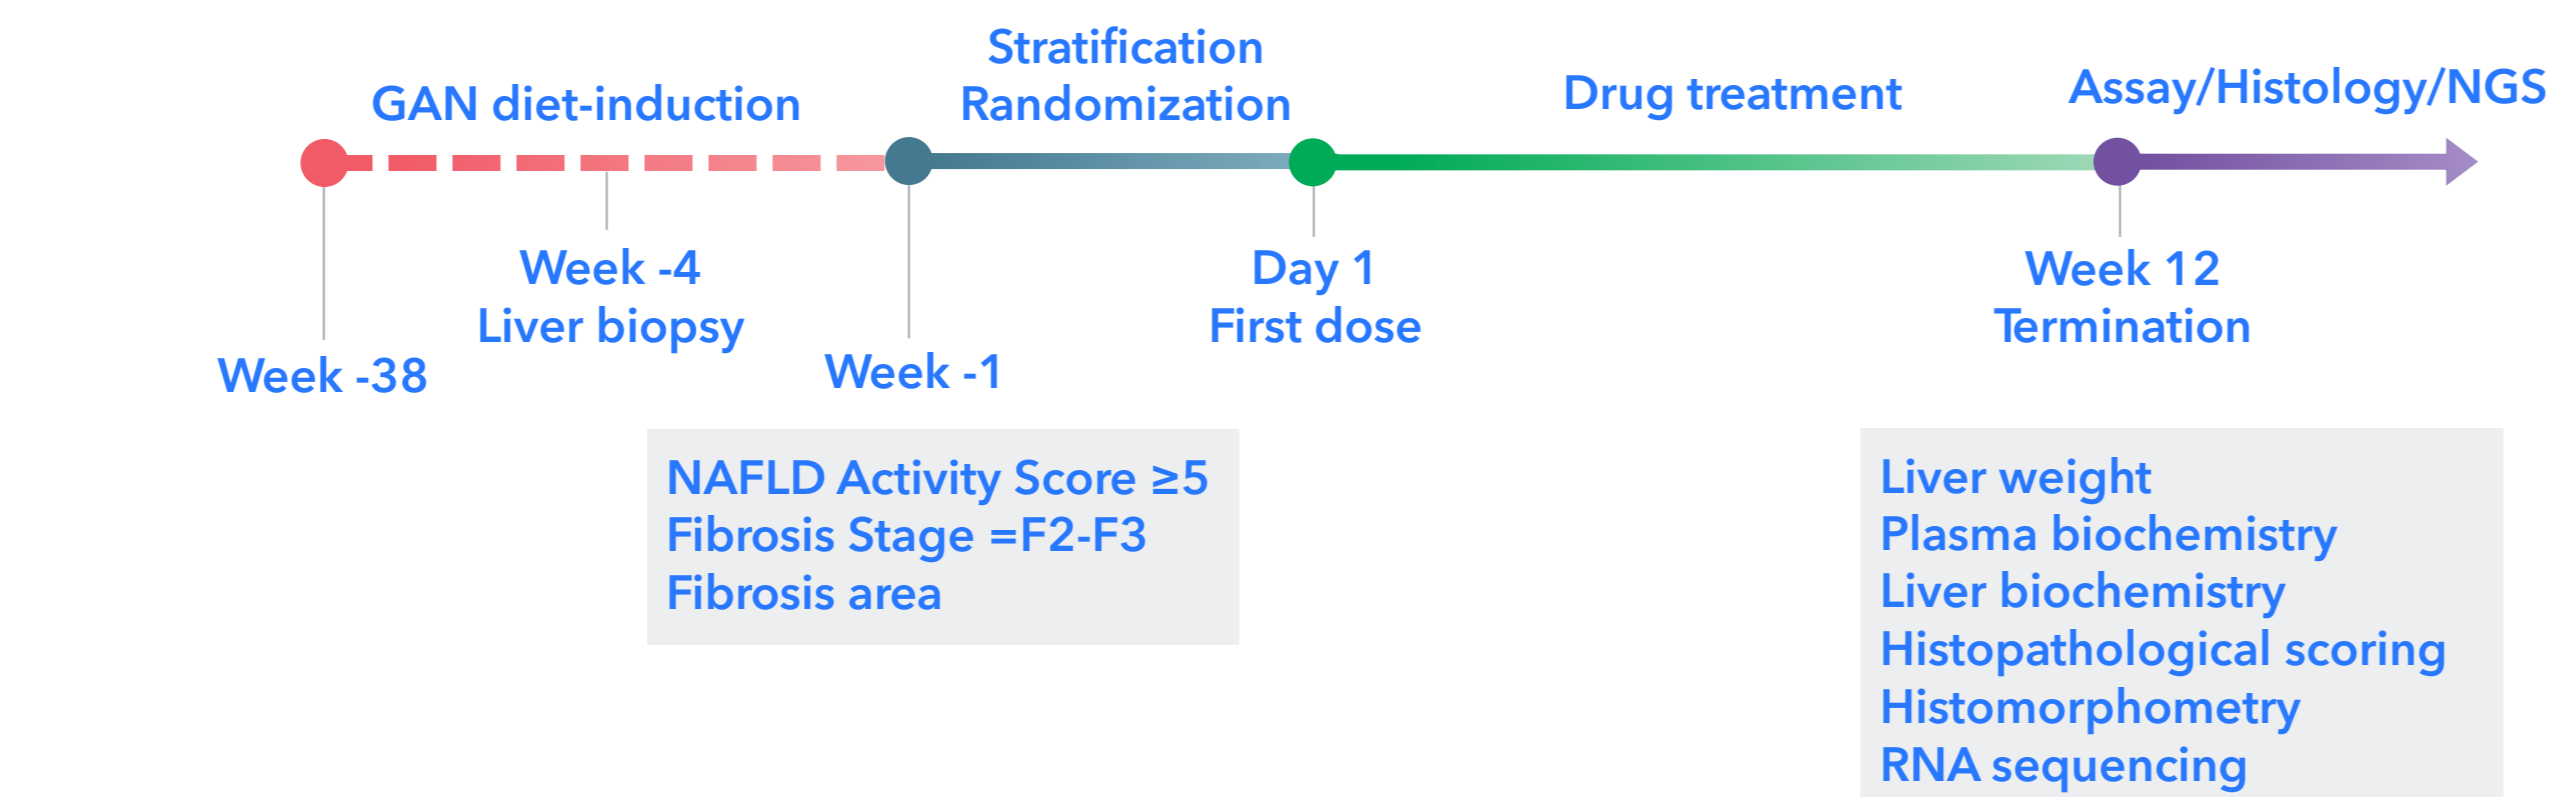 GAN diet-induction
Stratification
Randomization
Drug treatment
Assay/Histology/NGS
Week -38
Week -4
Liver biopsy
Week -1
Day 1
First dose
Week 12
Termination
NAFLD Activity Score ≥5
Fibrosis Stage =F2-F3
Fibrosis area
Liver weight
Plasma biochemistry
Liver biochemistry
Histopathological scoring
Histomorphometry
RNA sequencing